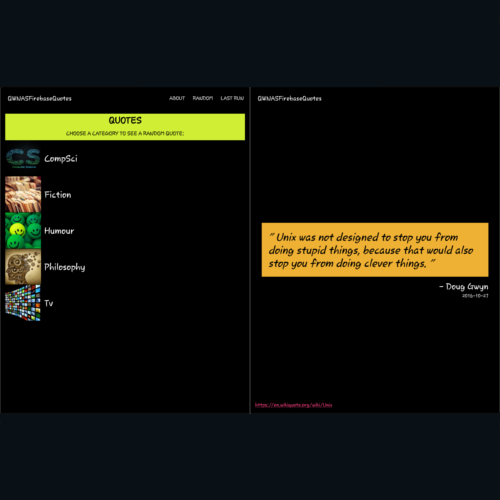 GWNASFirebaseQuotes
ABOUT RANDOM LAST RUN
QUOTES
CHOOSE A CATEGORY TO SEE A RANDOM QUOTE:
CS
CompSci
Fiction
Humour
Philosophy
Tv
GWNASFirebaseQuotes
" Unix was not designed to stop you from
doing stupid things, because that would also
stop you from doing clever things. "
- Doug Gwyn
2016-10-27
https://en.wikiquote.org/wiki/Unix